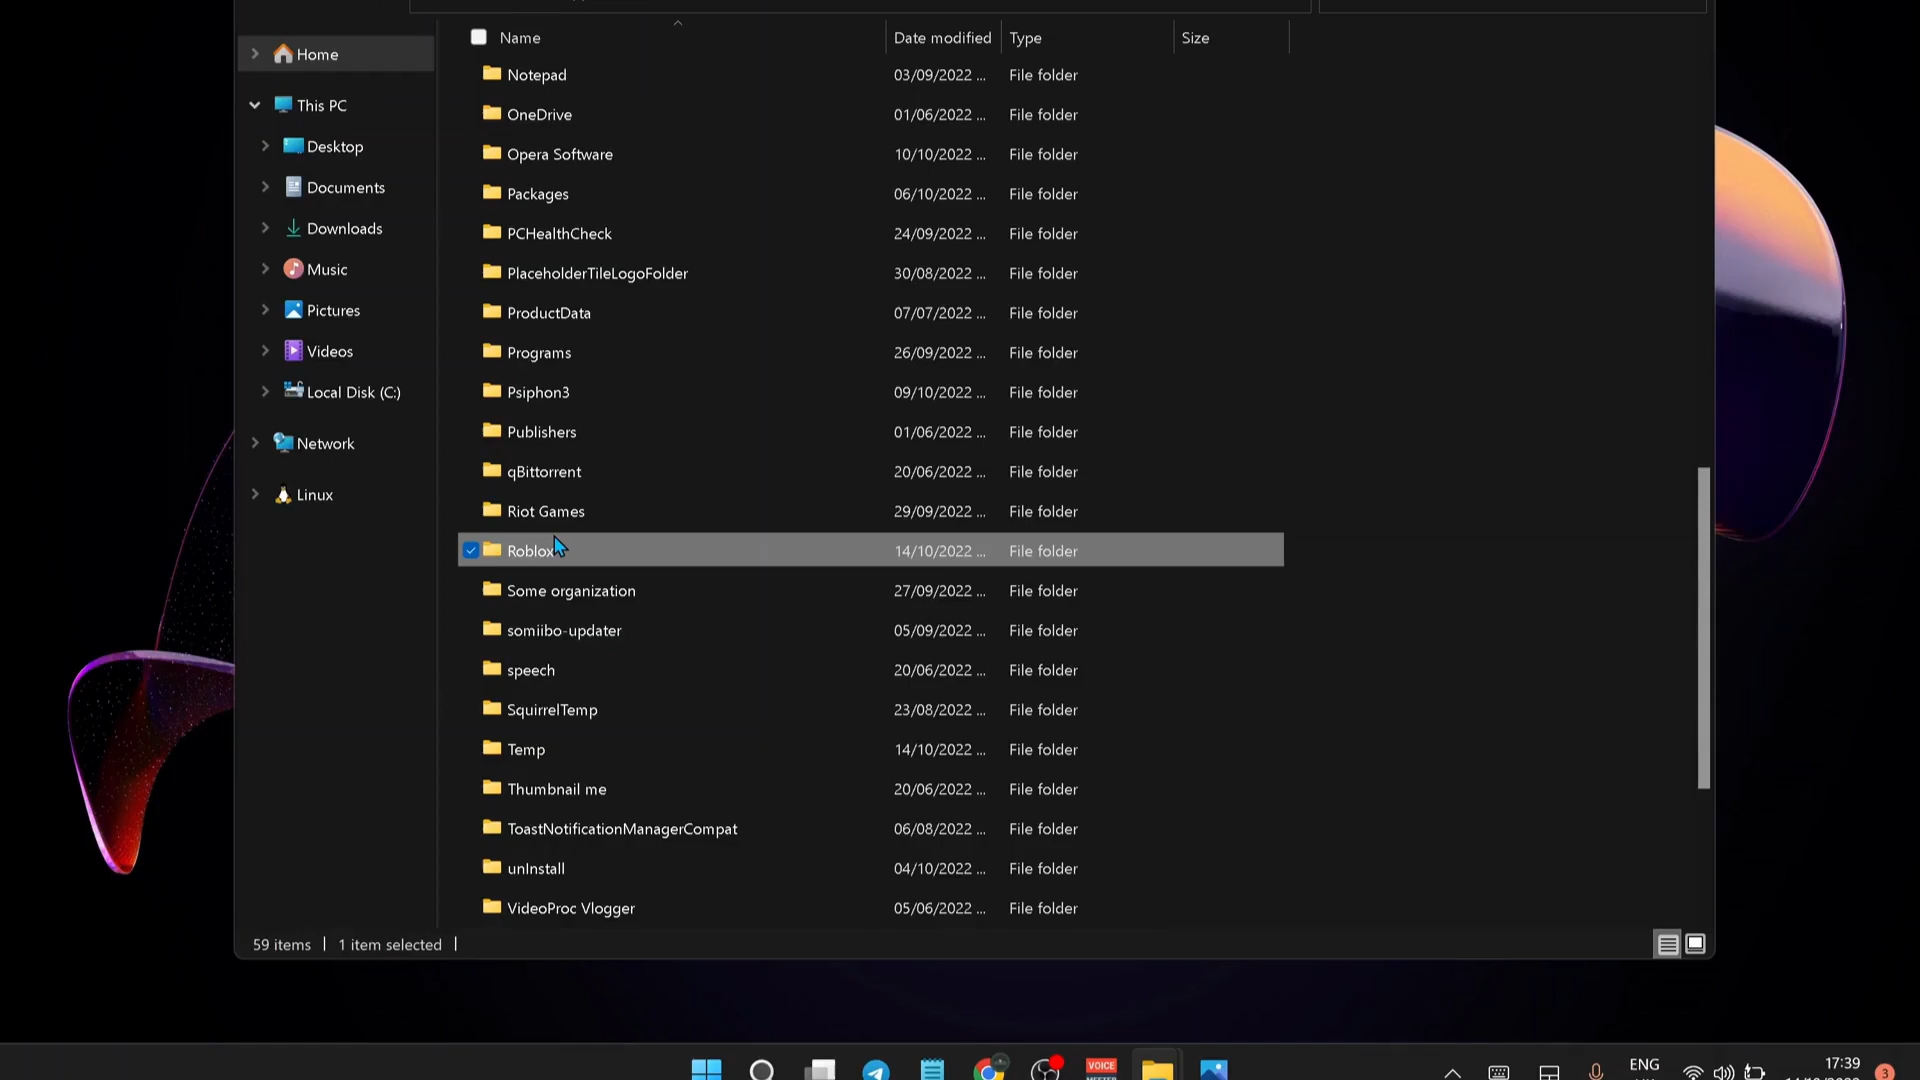 Name Date modified Type Size
Home
This PC
Desktop
Documents
Downloads
Music
Pictures
Videos
Local Disk (C:)
Network
Linux
Notepad 03/09/2022 ... File folder
OneDrive 01/06/2022 ... File folder
Opera Software 10/10/2022 ... File folder
Packages 06/10/2022 ... File folder
PCHealthCheck 24/09/2022 ... File folder
PlaceholderTileLogoFolder 30/08/2022 ... File folder
ProductData 07/07/2022 ... File folder
Programs 26/09/2022 ... File folder
Psiphon3 09/10/2022 ... File folder
Publishers 01/06/2022 ... File folder
qBittorrent 20/06/2022 ... File folder
Riot Games 29/09/2022 ... File folder
Roblox 14/10/2022 ... File folder
Some organization 27/09/2022 ... File folder
somiibo-updater 05/09/2022 ... File folder
speech 20/06/2022 ... File folder
SquirrelTemp 23/08/2022 ... File folder
Temp 14/10/2022 ... File folder
Thumbnail me 20/06/2022 ... File folder
ToastNotificationManagerCompat 06/08/2022 ... File folder
unInstall 04/10/2022 ... File folder
VideoProc Vlogger 05/06/2022 ... File folder
59 items 1 item selected
VOICE
ENG 17:39 3